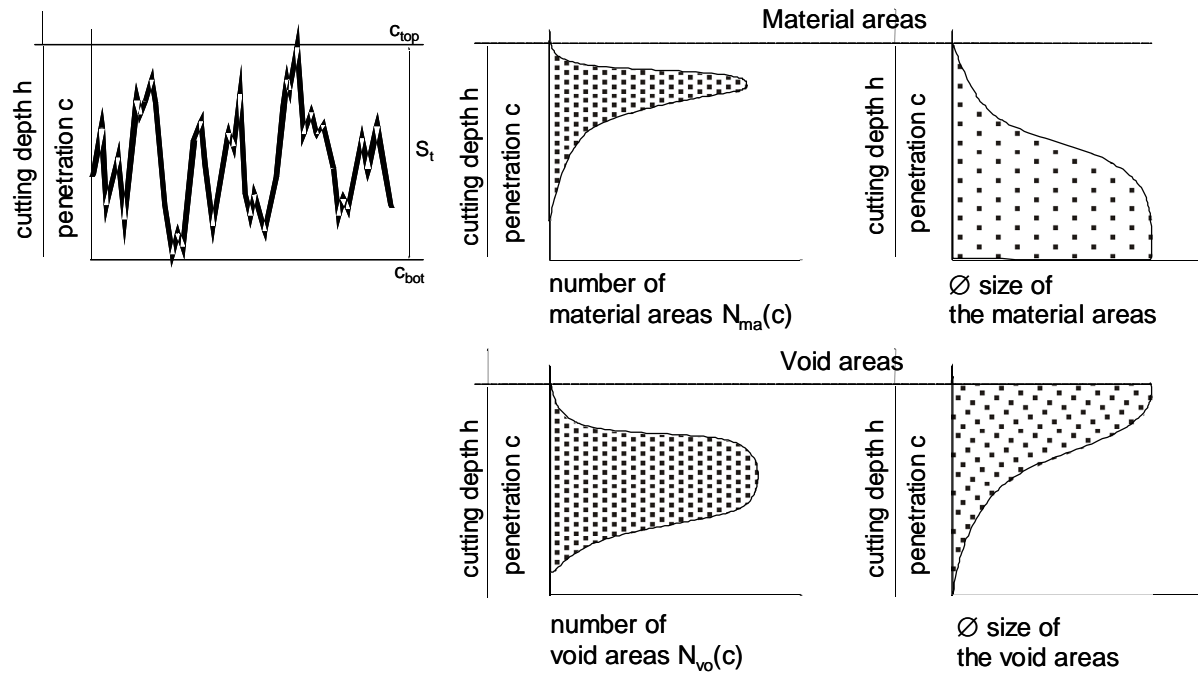 Material areas
c_top
cutting depth h
penetration c
S_t
c_bot
cutting depth h
penetration c
number of
material areas N_ma(c)
cutting depth h
penetration c
Ø size of
the material areas
Void areas
cutting depth h
penetration c
number of
void areas N_vo(c)
cutting depth h
penetration c
Ø size of
the void areas